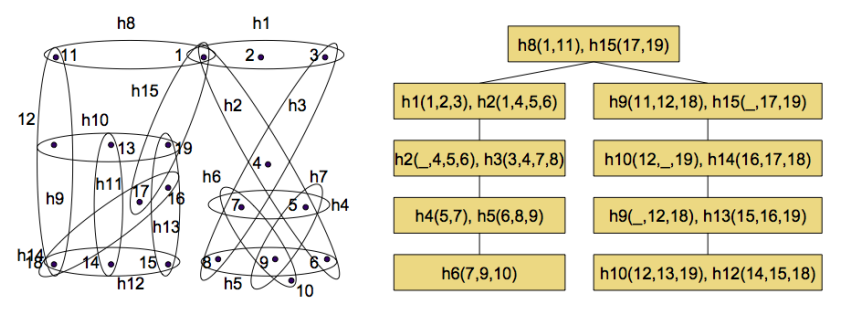 h8 h1
11 1 2 3
h15 h2 h3
12 h10
13 19
4
h11 h6 h7
17 16 7 5 h4
h9 h13
h14
18 14 15 8 9 6
h12 h5 10
h8(1,11), h15(17,19)
h1(1,2,3), h2(1,4,5,6)
h9(11,12,18), h15(_,17,19)
h2(_,4,5,6), h3(3,4,7,8)
h10(12,_,19), h14(16,17,18)
h4(5,7), h5(6,8,9)
h9(_,12,18), h13(15,16,19)
h6(7,9,10)
h10(12,13,19), h12(14,15,18)